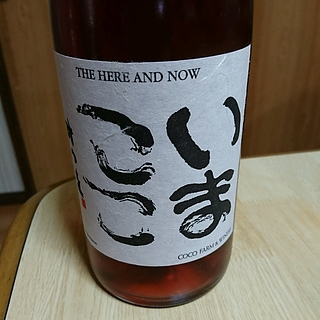 THE HERE AND NOW
いま
ここ
COCO FARM & WINERY